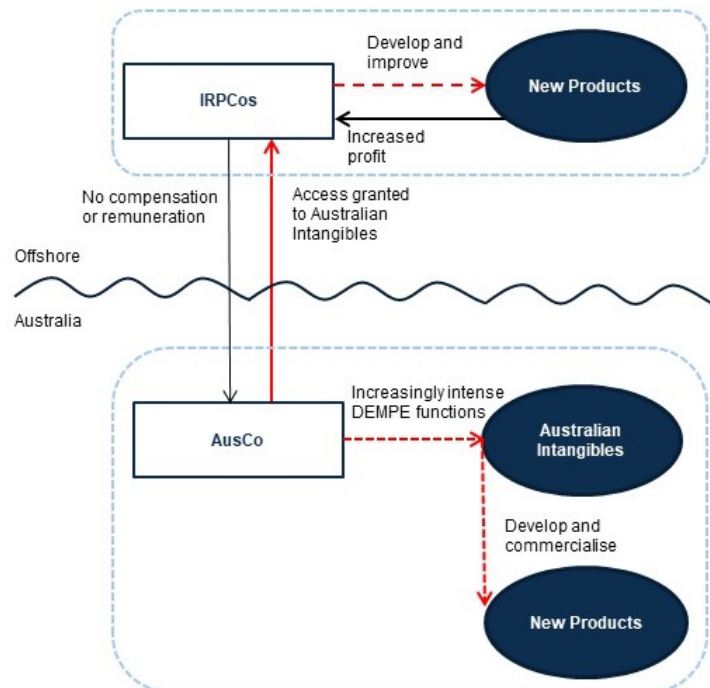 Develop and
improve
IRPCos
New Products
Increased
profit
No compensation
or remuneration
Access granted
to Australian
Intangibles
Offshore
Australia
Increasingly intense
DEMPE functions
AusCo
Australian
Intangibles
Develop and
commercialise
New Products